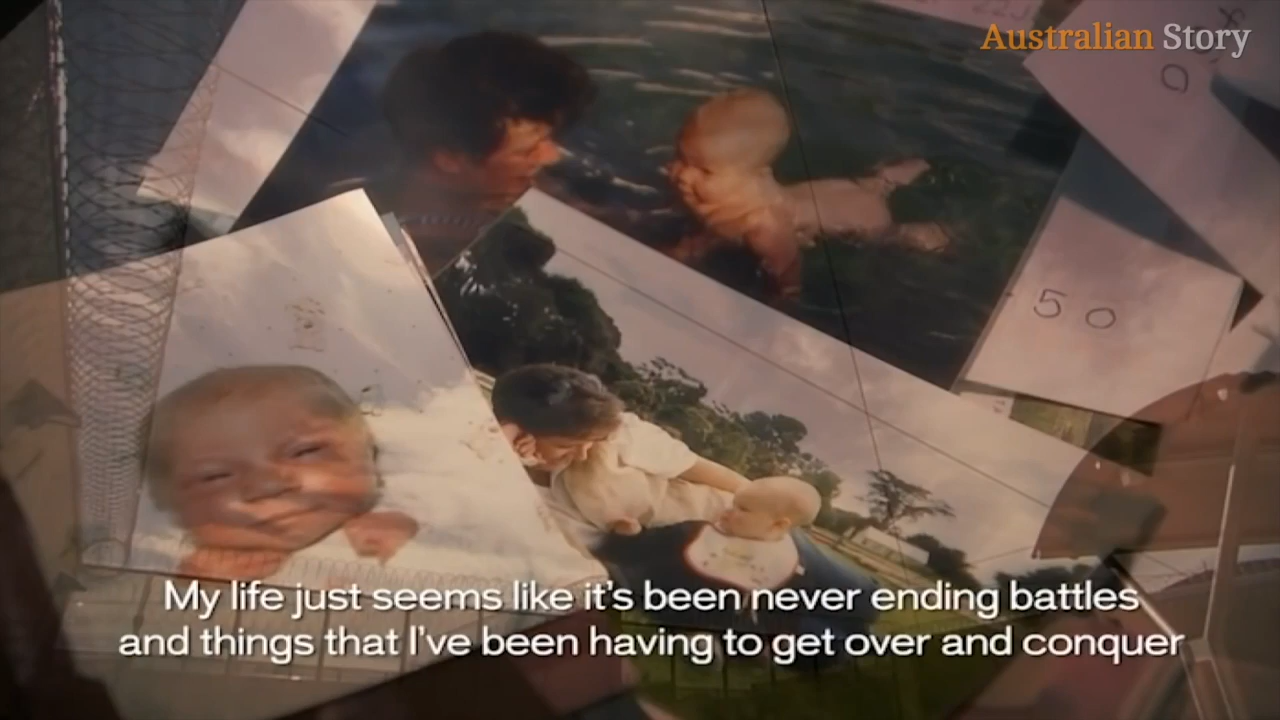 Australian Story
50
My life just seems like it's been never ending battles
and things that I've been having to get over and conquer